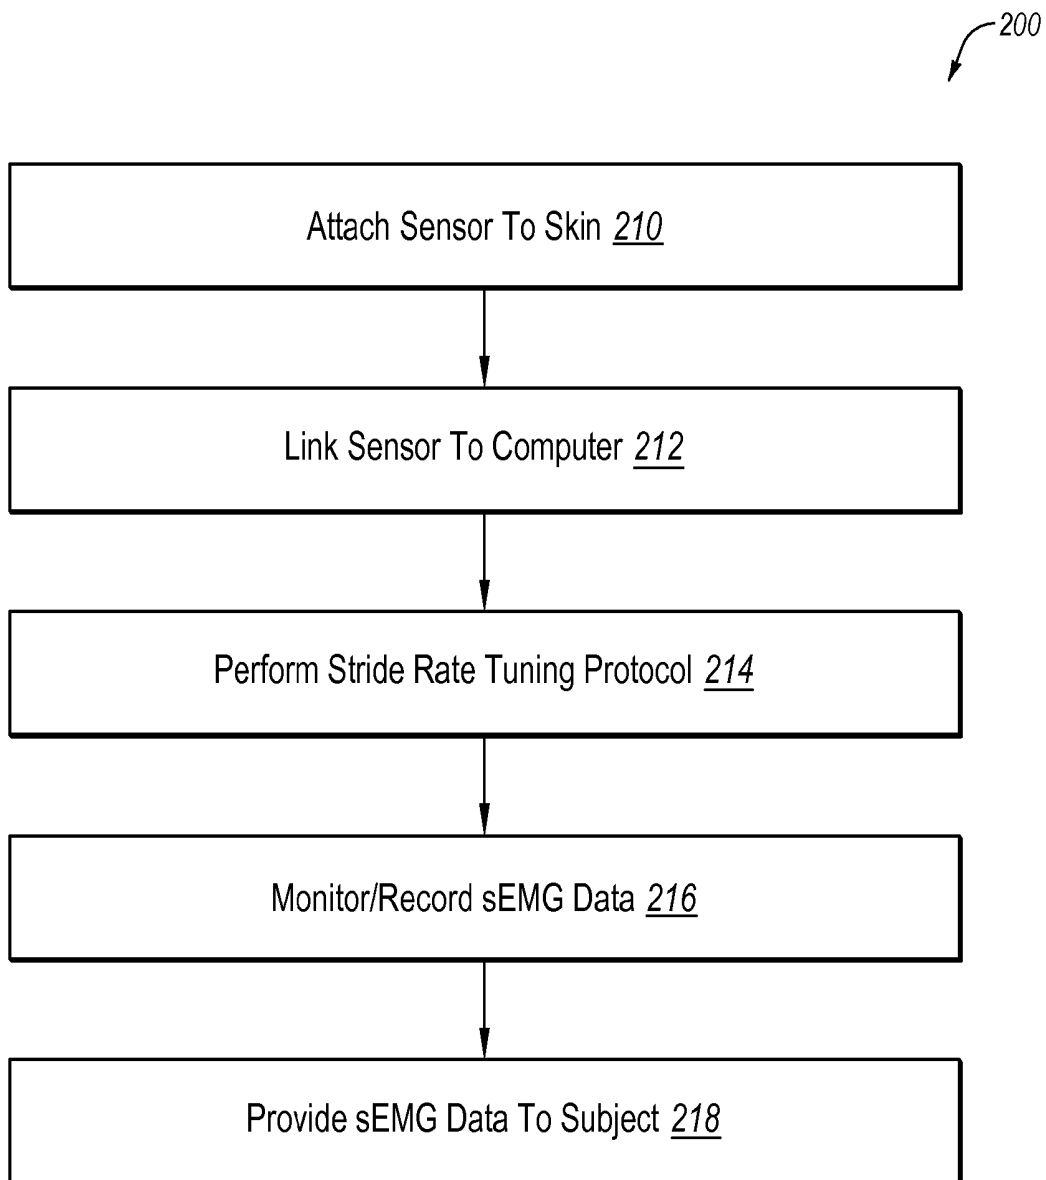 200
Attach Sensor To Skin 210
Link Sensor To Computer 212
Perform Stride Rate Tuning Protocol 214
Monitor/Record sEMG Data 216
Provide sEMG Data To Subject 218